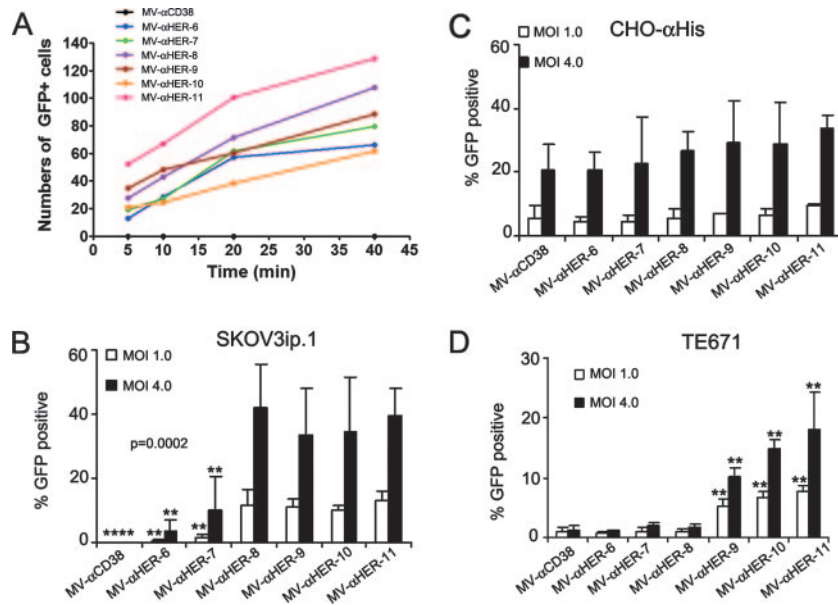 A
MV-αCD38
MV-αHER-6
MV-αHER-7
MV-αHER-8
MV-αHER-9
MV-αHER-10
MV-αHER-11
Numbers of GFP+ cells
140
120
100
80
60
40
20
0
0 5 10 15 20 25 30 35 40 45
Time (min)
C
CHO-αHis
MOI 1.0
MOI 4.0
% GFP positive
60
40
20
0
MV-αCD38
MV-αHER-6
MV-αHER-7
MV-αHER-8
MV-αHER-9
MV-αHER-10
MV-αHER-11
B
SKOV3ip.1
MOI 1.0
MOI 4.0
p=0.0002
% GFP positive
60
40
20
0
**** ** ** ** **
MV-αCD38
MV-αHER-6
MV-αHER-7
MV-αHER-8
MV-αHER-9
MV-αHER-10
MV-αHER-11
D
TE671
MOI 1.0
MOI 4.0
% GFP positive
30
20
10
0
** ** ** ** ** **
MV-αCD38
MV-αHER-6
MV-αHER-7
MV-αHER-8
MV-αHER-9
MV-αHER-10
MV-αHER-11